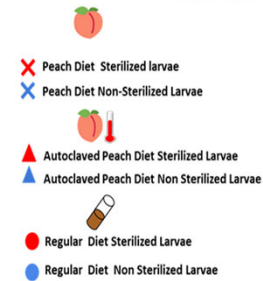 Peach Diet Sterilized larvae
Peach Diet Non-Sterilized Larvae
Autoclaved Peach Diet Sterilized Larvae
Autoclaved Peach Diet Non Sterilized Larvae
Regular Diet Sterilized Larvae
Regular Diet Non Sterilized Larvae